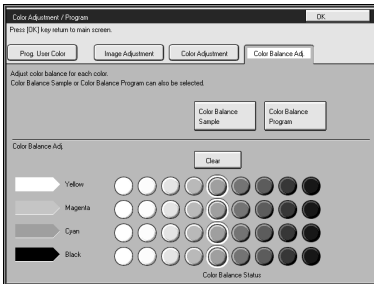 Color Adjustment / Program
OK
Press [OK] key return to main screen.
Prog. User Color
Image Adjustment
Color Adjustment
Color Balance Adj.
Adjust color balance for each color.
Color Balance Sample or Color Balance Program can also be selected.
Color Balance
Sample
Color Balance
Program
Color Balance Adj.
Clear
Yellow
Magenta
Cyan
Black
Color Balance Status